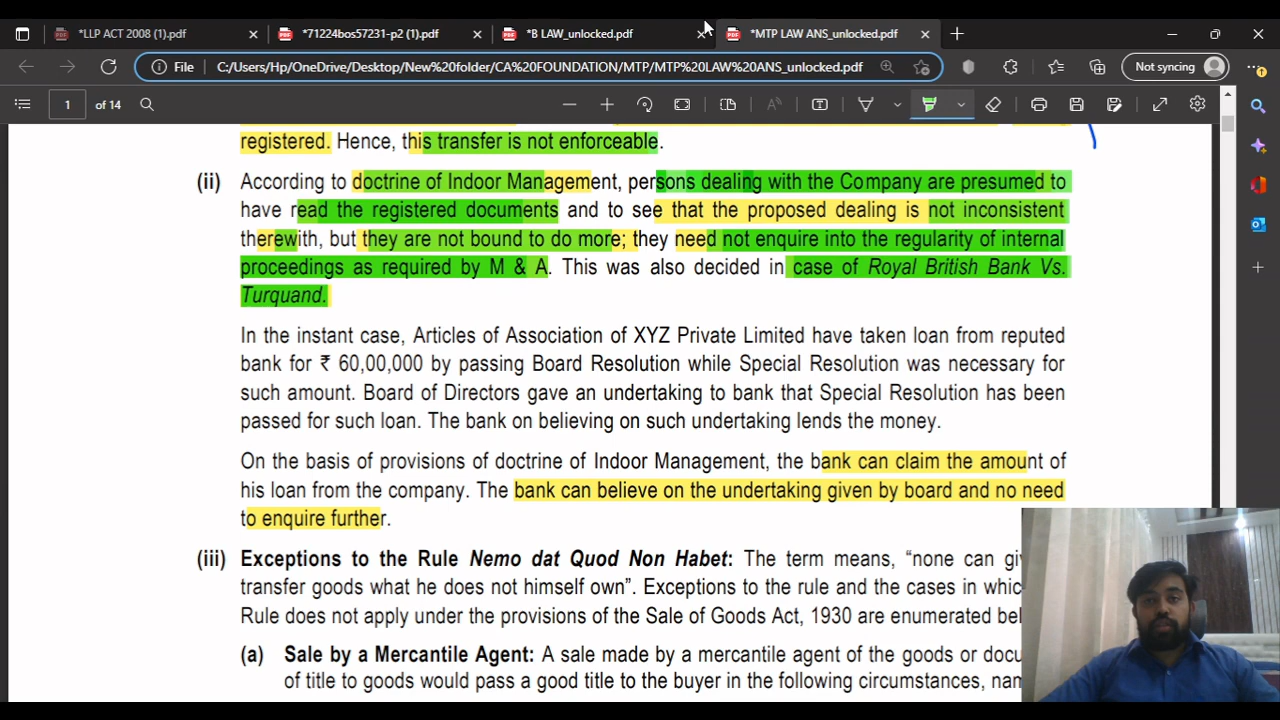 *LLP ACT 2008 (1).pdf
*71224bos57231-p2 (1).pdf
*B LAW_unlocked.pdf
*MTP LAW ANS_unlocked.pdf
File
C:/Users/Hp/OneDrive/Desktop/New%20folder/CA%20FOUNDATION/MTP/MTP%20LAW%20ANS_unlocked.pdf
Not syncing
1 of 14
registered. Hence, this transfer is not enforceable.
(ii) According to doctrine of Indoor Management, persons dealing with the Company are presumed to
have read the registered documents and to see that the proposed dealing is not inconsistent
therewith, but they are not bound to do more; they need not enquire into the regularity of internal
proceedings as required by M & A. This was also decided in case of Royal British Bank Vs.
Turquand.
In the instant case, Articles of Association of XYZ Private Limited have taken loan from reputed
bank for ₹ 60,00,000 by passing Board Resolution while Special Resolution was necessary for
such amount. Board of Directors gave an undertaking to bank that Special Resolution has been
passed for such loan. The bank on believing on such undertaking lends the money.
On the basis of provisions of doctrine of Indoor Management, the bank can claim the amount of
his loan from the company. The bank can believe on the undertaking given by board and no need
to enquire further.
(iii) Exceptions to the Rule Nemo dat Quod Non Habet: The term means, “none can gi
transfer goods what he does not himself own”. Exceptions to the rule and the cases in whic
Rule does not apply under the provisions of the Sale of Goods Act, 1930 are enumerated bel
(a) Sale by a Mercantile Agent: A sale made by a mercantile agent of the goods or docu
of title to goods would pass a good title to the buyer in the following circumstances, nam